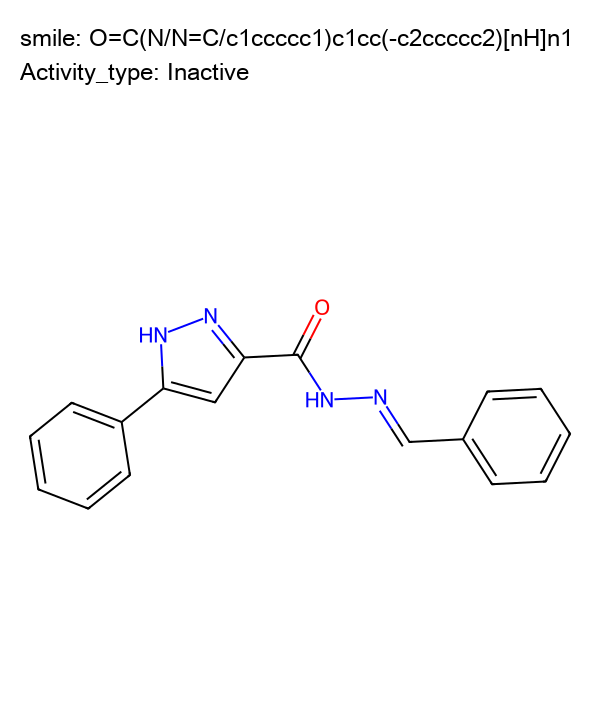 smile: O=C(N/N=C/c1ccccc1)c1cc(-c2ccccc2)[nH]n1
Activity_type: Inactive
O
N
HN
HN
N